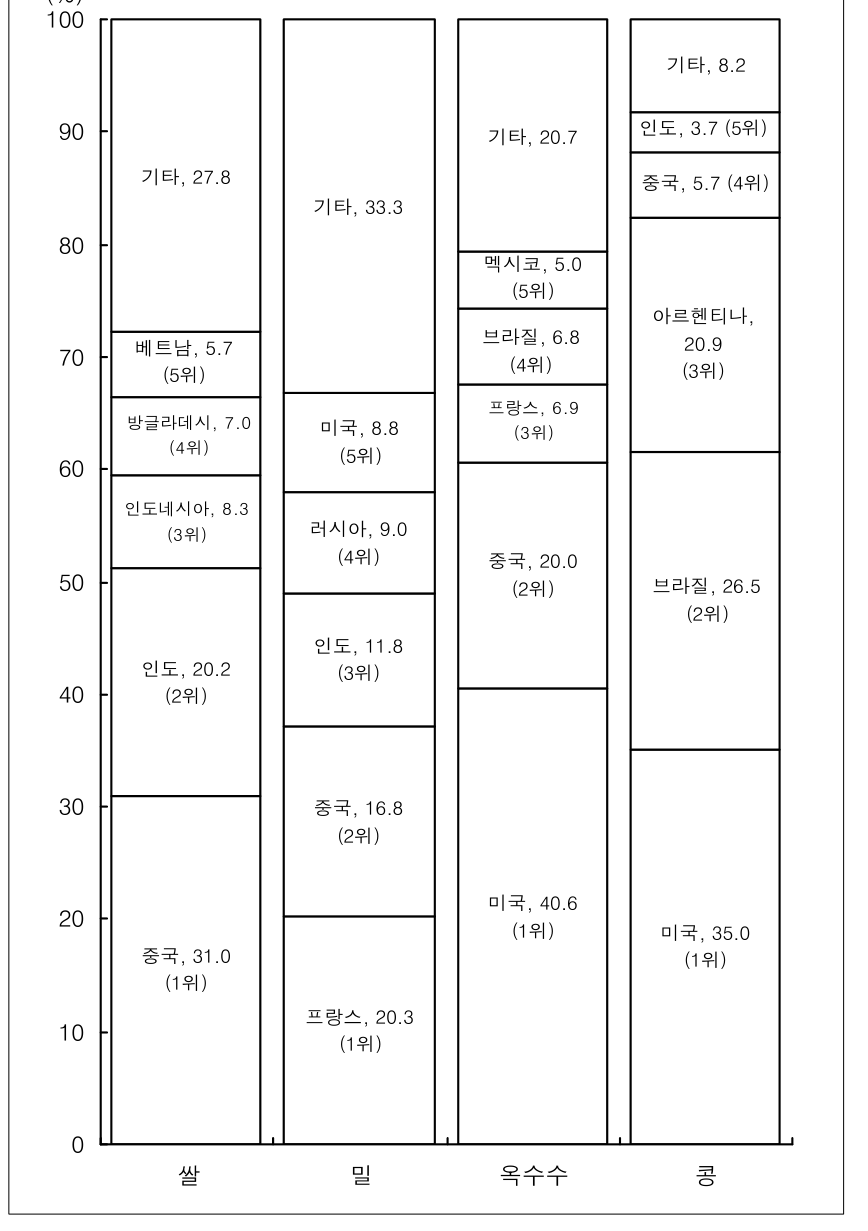 (%)
100
90
80
70
60
50
40
30
20
10
0
기타, 27.8
베트남, 5.7
(5위)
방글라데시, 7.0
(4위)
인도네시아, 8.3
(3위)
인도, 20.2
(2위)
중국, 31.0
(1위)
쌀
기타, 33.3
미국, 8.8
(5위)
러시아, 9.0
(4위)
인도, 11.8
(3위)
중국, 16.8
(2위)
프랑스, 20.3
(1위)
밀
기타, 20.7
멕시코, 5.0
(5위)
브라질, 6.8
(4위)
프랑스, 6.9
(3위)
중국, 20.0
(2위)
미국, 40.6
(1위)
옥수수
기타, 8.2
인도, 3.7 (5위)
중국, 5.7 (4위)
아르헨티나,
20.9
(3위)
브라질, 26.5
(2위)
미국, 35.0
(1위)
콩